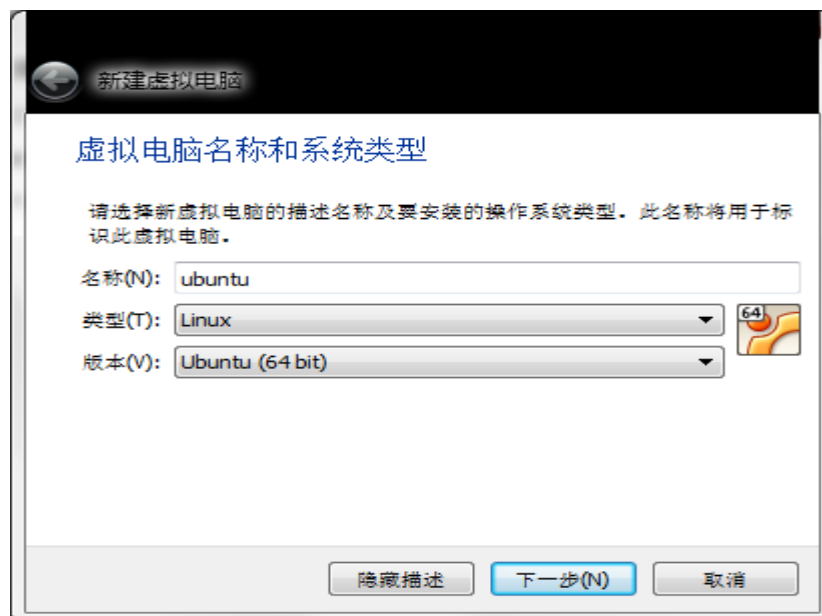 新建虚拟电脑
虚拟电脑名称和系统类型
请选择新虚拟电脑的描述名称及要安装的操作系统类型．此名称将用于标
识此虚拟电脑．
名称(N): ubuntu
类型(T): Linux
64
版本(V): Ubuntu (64 bit)
隐藏描述 下一步(N) 取消